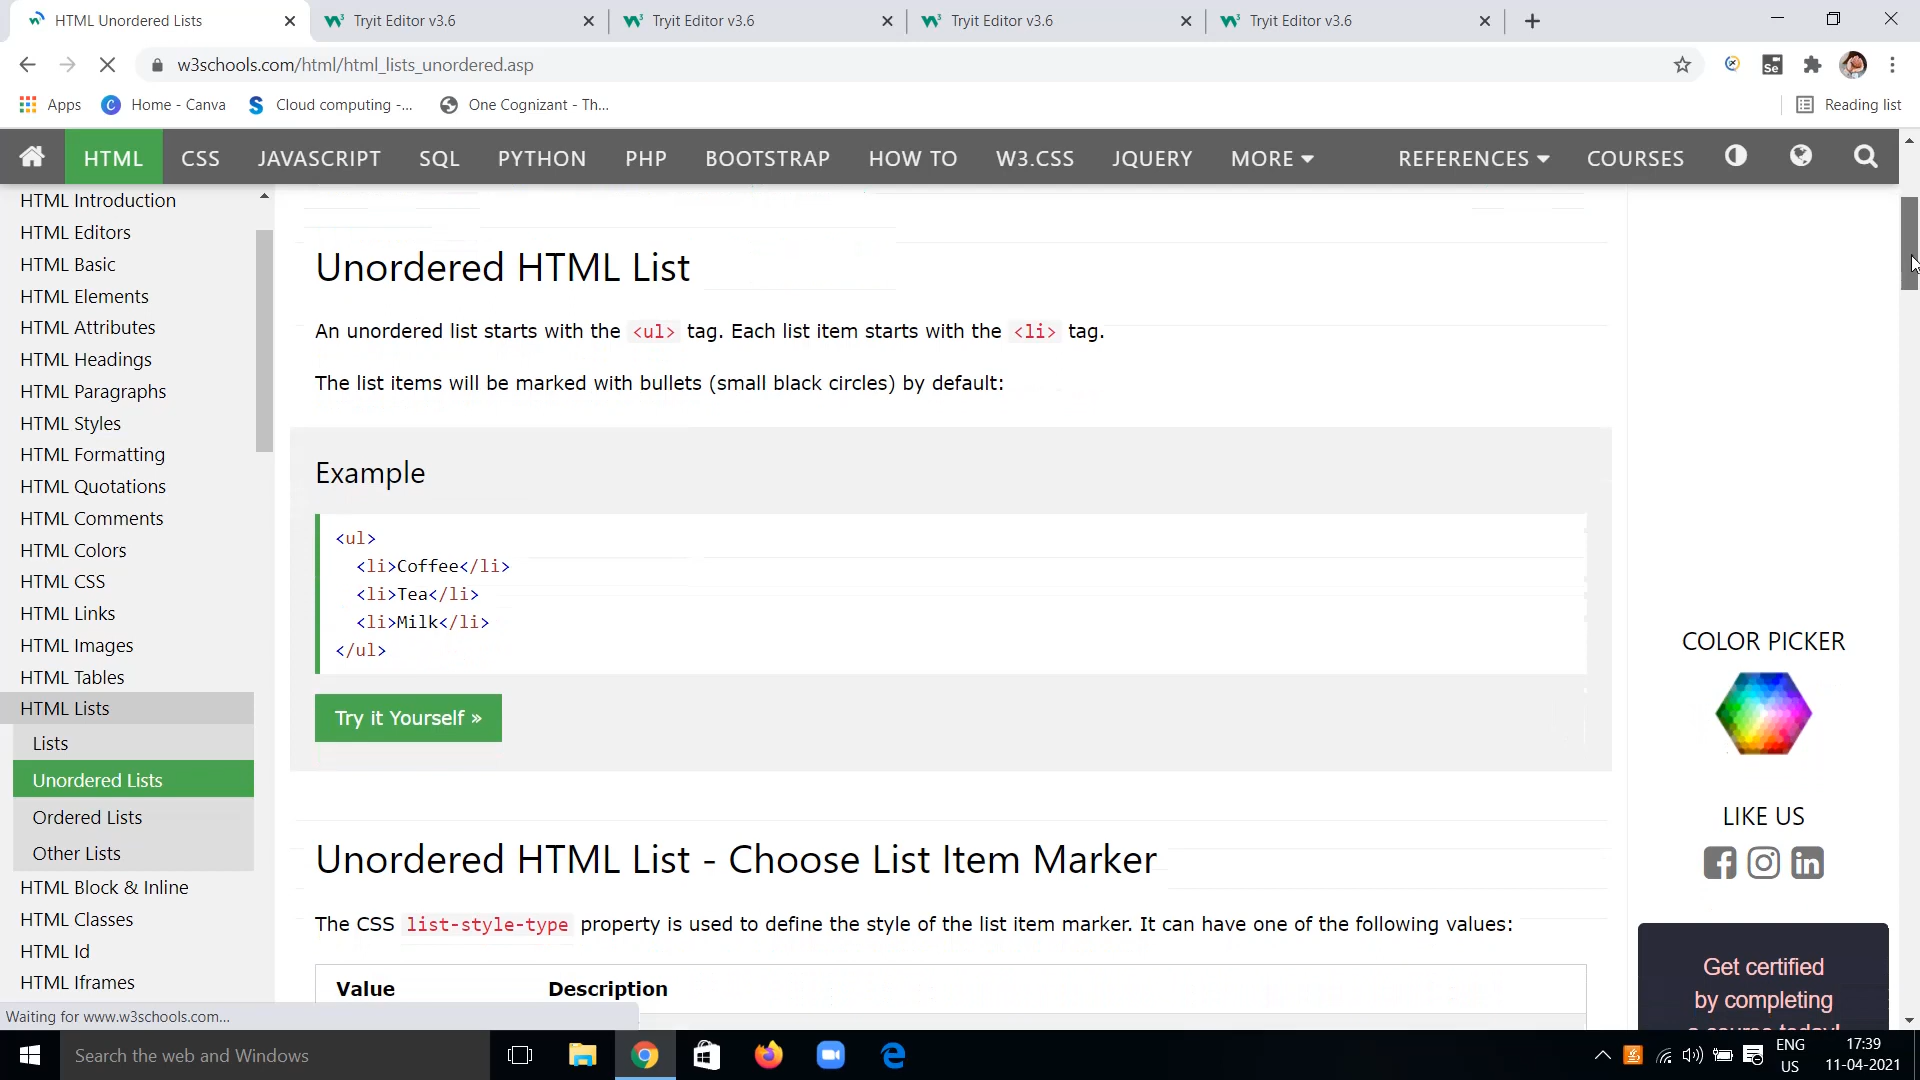 HTML Unordered Lists
Tryit Editor v3.6
Tryit Editor v3.6
Tryit Editor v3.6
Tryit Editor v3.6
w3schools.com/html/html_lists_unordered.asp
Se
Apps
Home - Canva
Cloud computing -...
One Cognizant - Th...
Reading list
HTML
CSS
JAVASCRIPT
SQL
PYTHON
PHP
BOOTSTRAP
HOW TO
W3.CSS
JQUERY
MORE
REFERENCES
COURSES
HTML Introduction
HTML Editors
HTML Basic
HTML Elements
HTML Attributes
HTML Headings
HTML Paragraphs
HTML Styles
HTML Formatting
HTML Quotations
HTML Comments
HTML Colors
HTML CSS
HTML Links
HTML Images
HTML Tables
HTML Lists
Lists
Unordered Lists
Ordered Lists
Other Lists
HTML Block & Inline
HTML Classes
HTML Id
HTML Iframes
Unordered HTML List
An unordered list starts with the <ul> tag. Each list item starts with the <li> tag.
The list items will be marked with bullets (small black circles) by default:
Example
<ul>
  <li>Coffee</li>
  <li>Tea</li>
  <li>Milk</li>
</ul>
Try it Yourself »
Unordered HTML List - Choose List Item Marker
The CSS list-style-type property is used to define the style of the list item marker. It can have one of the following values:
Value Description
COLOR PICKER
LIKE US
Get certified
by completing
a course today!
Waiting for www.w3schools.com...
Search the web and Windows
ENG
US
17:39
11-04-2021